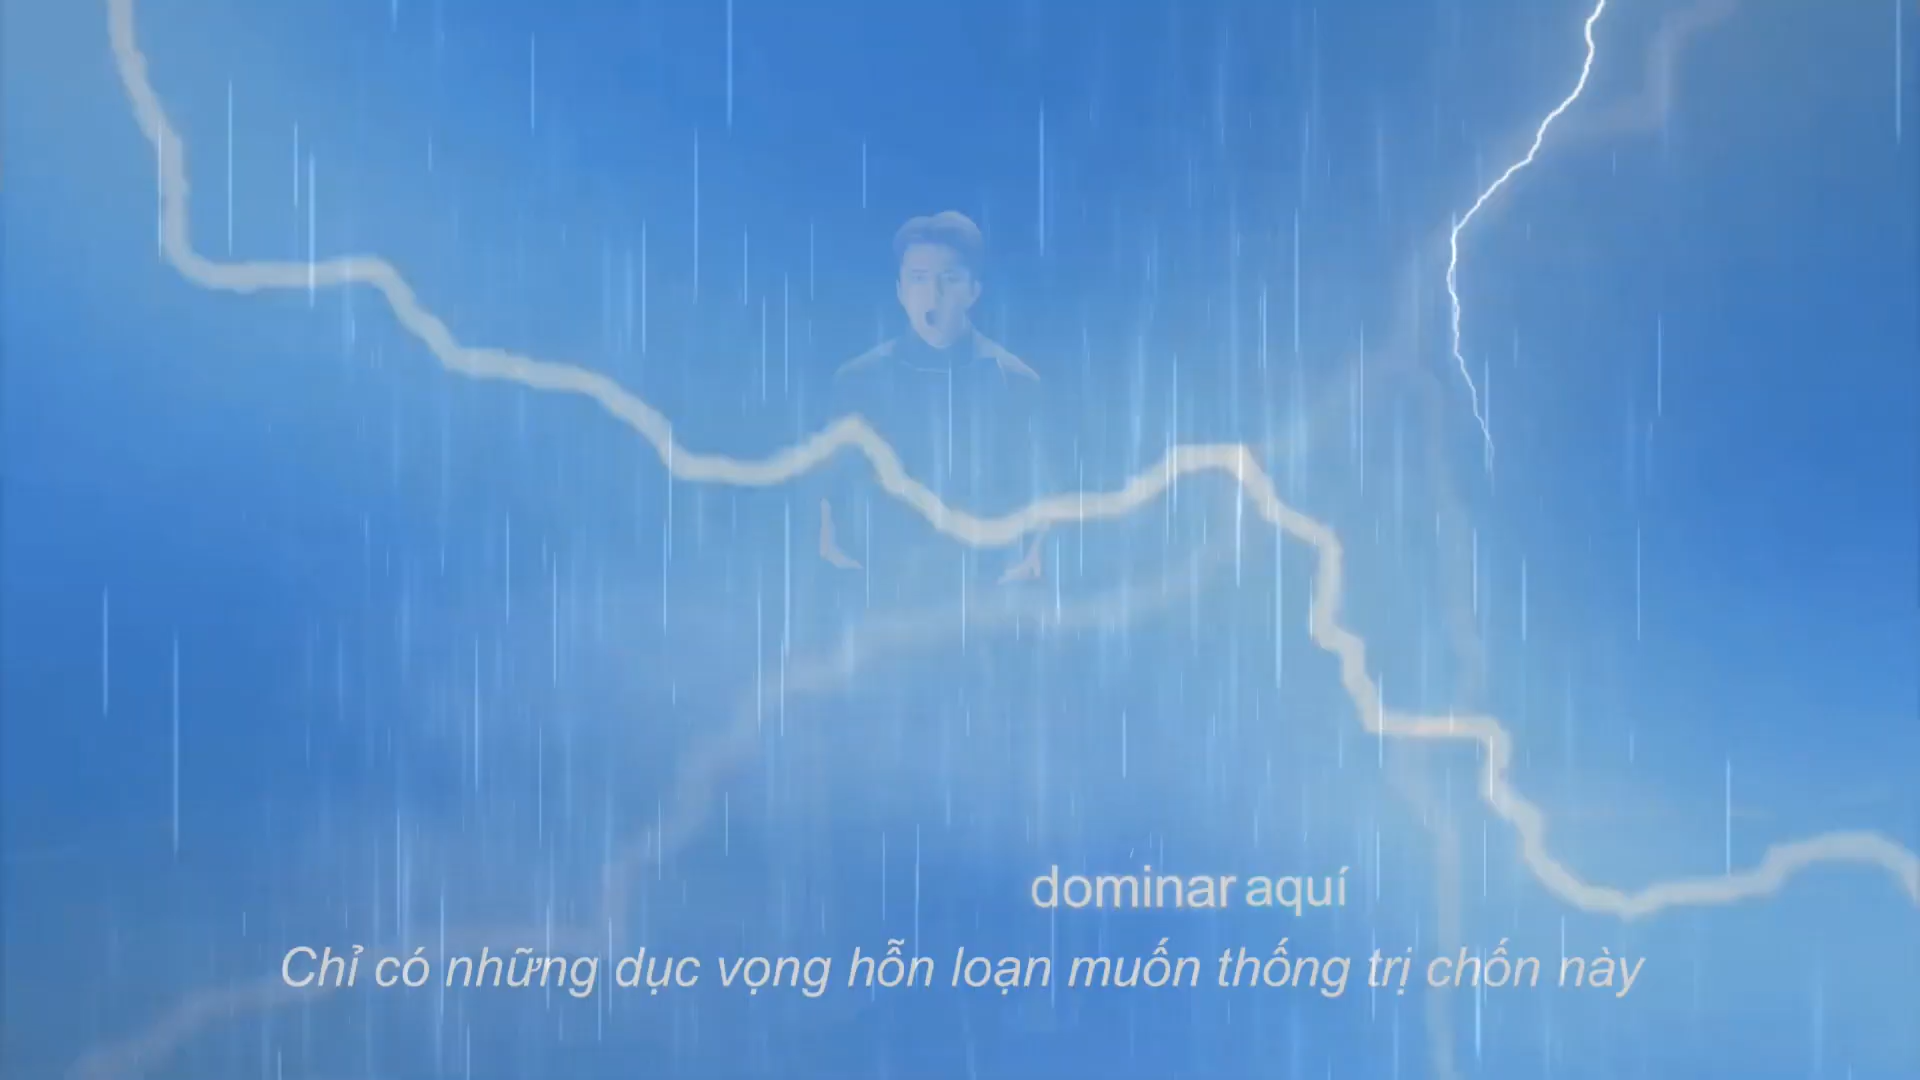 dominar aquí
Chỉ có những dục vọng hỗn loạn muốn thống trị chốn này